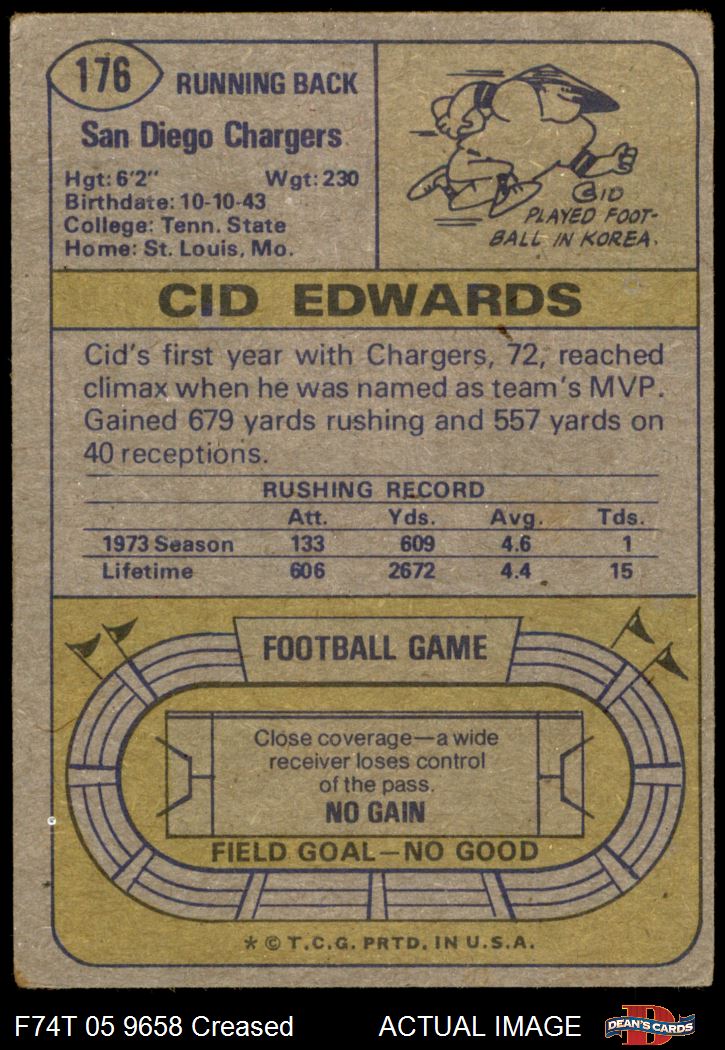 176
RUNNING BACK
San Diego Chargers
Hgt: 6'2" Wgt: 230
Birthdate: 10-10-43
College: Tenn. State
Home: St. Louis, Mo.
CID
PLAYED FOOT-
BALL IN KOREA.
CID EDWARDS
Cid's first year with Chargers, 72, reached
climax when he was named as team's MVP.
Gained 679 yards rushing and 557 yards on
40 receptions.
RUSHING RECORD
Att. Yds. Avg. Tds.
1973 Season 133 609 4.6 1
Lifetime 606 2672 4.4 15
FOOTBALL GAME
Close coverage—a wide
receiver loses control
of the pass.
NO GAIN
FIELD GOAL—NO GOOD
* © T.C.G. PRTD. IN U.S.A.
F74T 05 9658 Creased ACTUAL IMAGE
D
DEAN'S CARDS